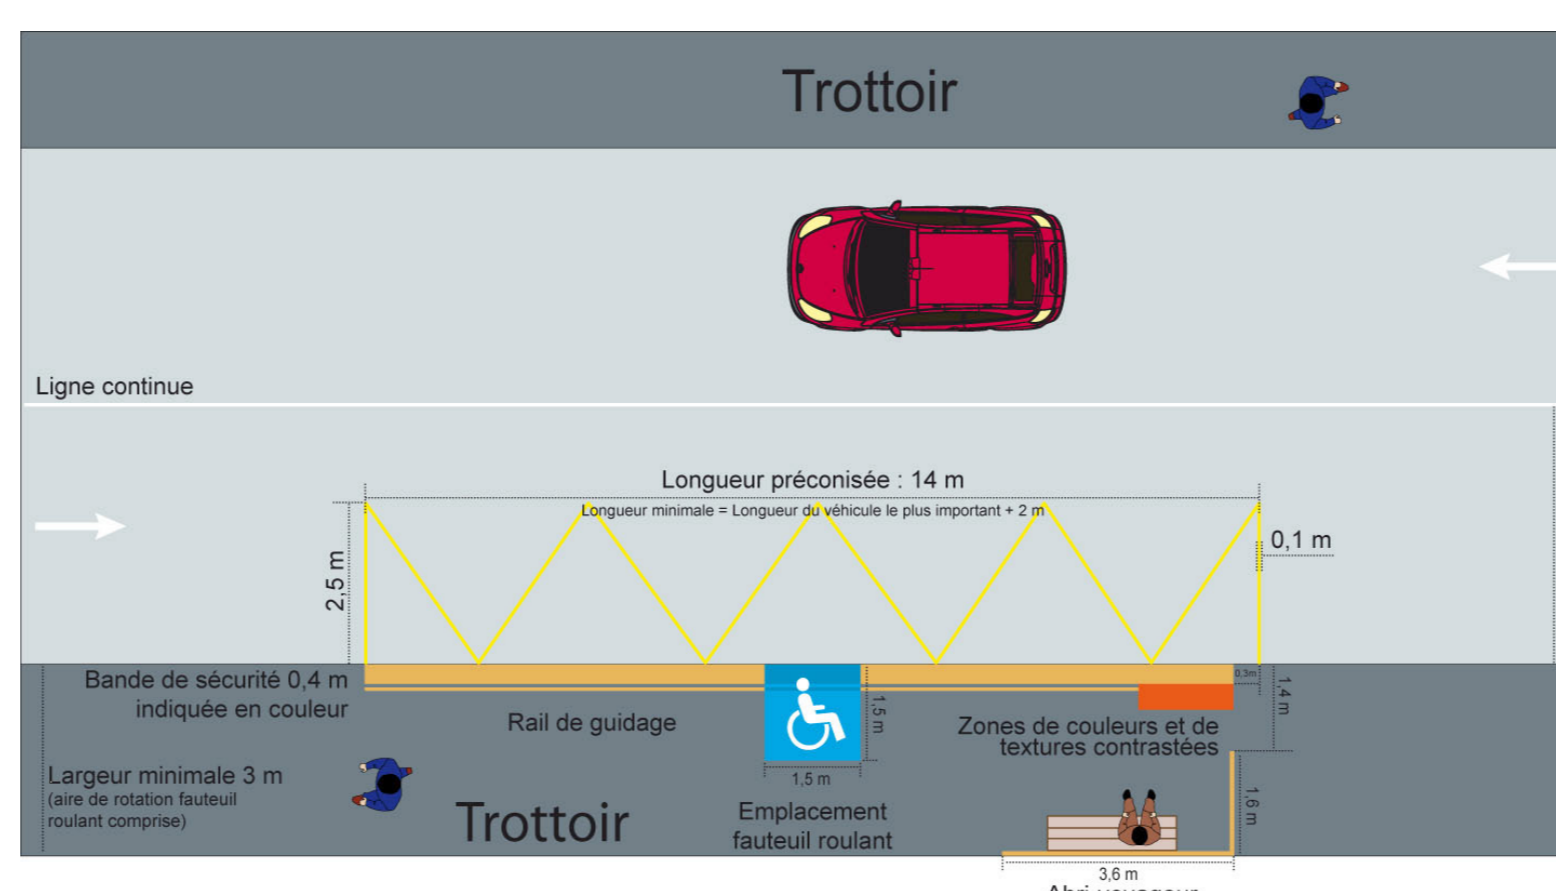 Trottoir
Ligne continue
Longueur préconisée : 14 m
Longueur minimale = Longueur du véhicule le plus important + 2 m
0,1 m
2,5 m
Bande de sécurité 0,4 m
indiquée en couleur
Rail de guidage
1,5 m
1,5 m
Zones de couleurs et de
textures contrastées
0,3m
1,4 m
Largeur minimale 3 m
(aire de rotation fauteuil
roulant comprise)
Trottoir
Emplacement
fauteuil roulant
1,6 m
3,6 m
Abri voyageur